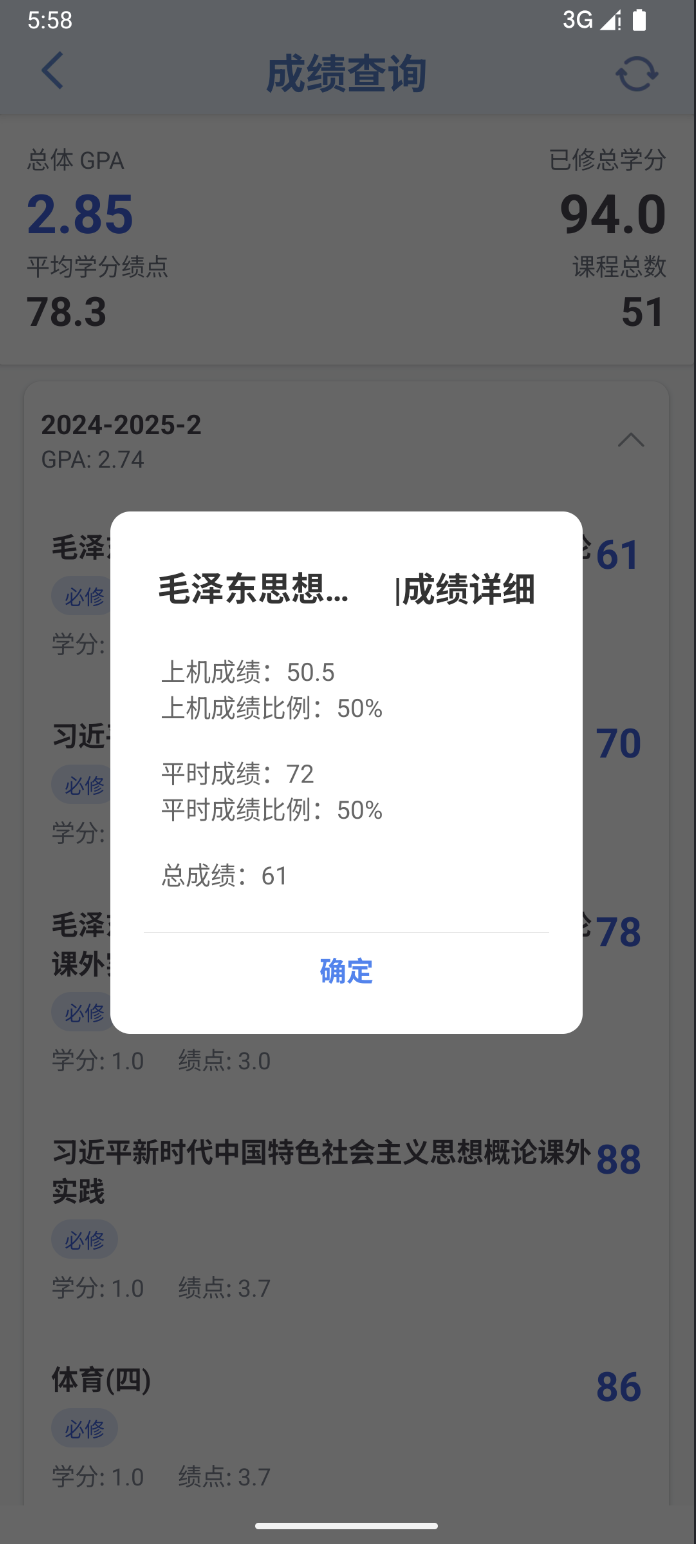 5:58
3G
成绩查询
总体 GPA
已修总学分
2.85
94.0
平均学分绩点
课程总数
78.3
51
2024-2025-2
GPA: 2.74
毛泽
论 61
必修
学分:
毛泽东思想... |成绩详细
上机成绩：50.5
上机成绩比例：50%
平时成绩：72
平时成绩比例：50%
总成绩：61
确定
习近
70
必修
学分:
毛泽
论 78
课外
必修
学分: 1.0 绩点: 3.0
习近平新时代中国特色社会主义思想概论课外 88
实践
必修
学分: 1.0 绩点: 3.7
体育(四) 86
必修
学分: 1.0 绩点: 3.7